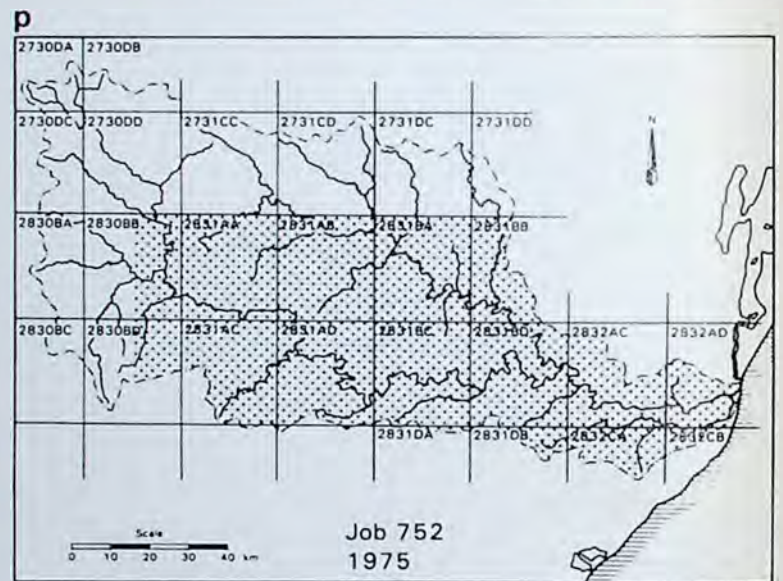 p
2730DA 2730DB
2730DC 2730DD 2731CC 2731CD 2731DC 2731DD
N
2830BA 2830BB 2831AA 2831AB 2831BA 2831BB
2830BC 2830BD 2831AC 2831AD 2831BC 2831BD 2832AC 2832AD
2831DA 2831DB 2832CA 2832CB
Scale
0 10 20 30 40 km
Job 752
1975